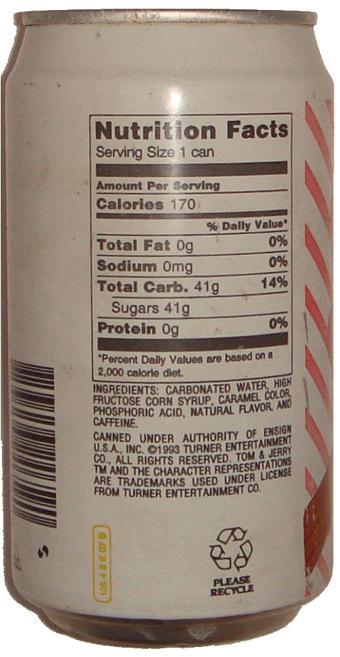 Nutrition Facts
Serving Size 1 can
Amount Per Serving
Calories 170
% Daily Value*
Total Fat 0g 0%
Sodium 0mg 0%
Total Carb. 41g 14%
Sugars 41g
Protein 0g 0%
*Percent Daily Values are based on a
2,000 calorie diet.
INGREDIENTS: CARBONATED WATER, HIGH
FRUCTOSE CORN SYRUP, CARAMEL COLOR,
PHOSPHORIC ACID, NATURAL FLAVOR, AND
CAFFEINE.
CANNED UNDER AUTHORITY OF ENSIGN
U.S.A., INC. ©1993 TURNER ENTERTAINMENT
CO., ALL RIGHTS RESERVED. TOM & JERRY
TM AND THE CHARACTER REPRESENTATIONS
ARE TRADEMARKS USED UNDER LICENSE
FROM TURNER ENTERTAINMENT CO.
PLEASE
RECYCLE